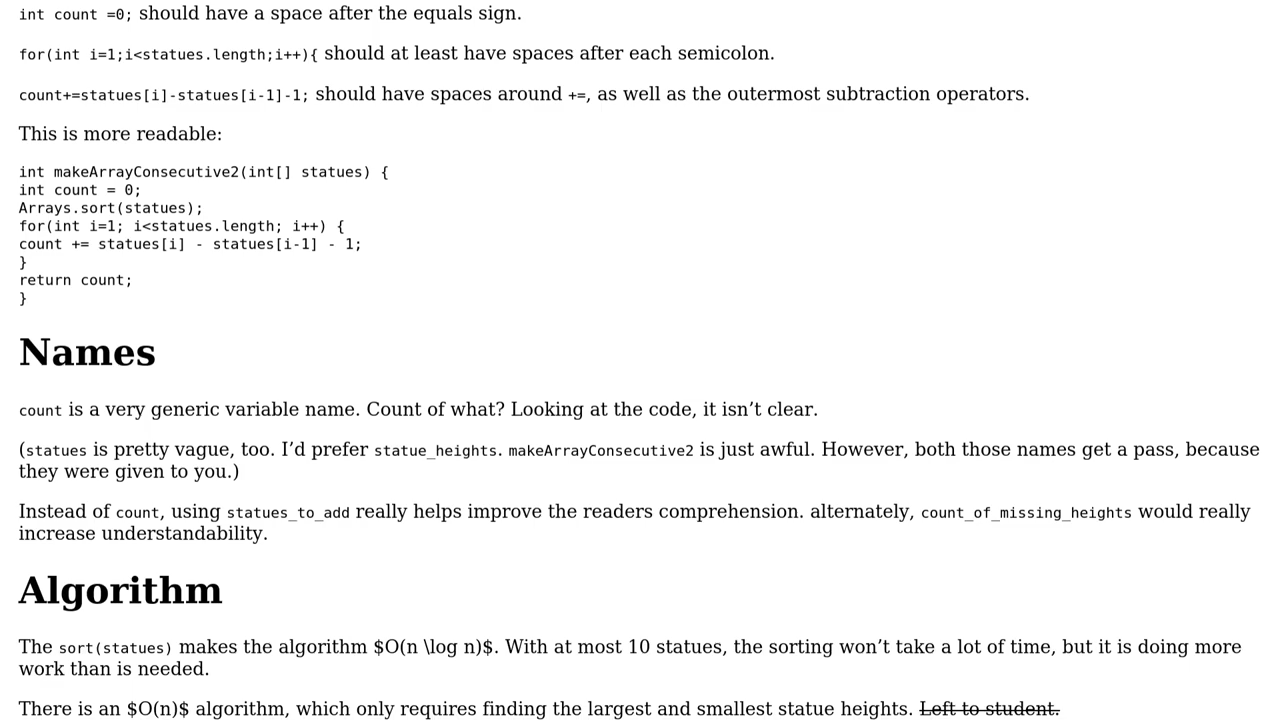 int count =0; should have a space after the equals sign.
for(int i=1;i<statues.length;i++){ should at least have spaces after each semicolon.
count+=statues[i]-statues[i-1]-1; should have spaces around +=, as well as the outermost subtraction operators.
This is more readable:
int makeArrayConsecutive2(int[] statues) {
int count = 0;
Arrays.sort(statues);
for(int i=1; i<statues.length; i++) {
count += statues[i] - statues[i-1] - 1;
}
return count;
}
Names
count is a very generic variable name. Count of what? Looking at the code, it isn’t clear.
(statues is pretty vague, too. I’d prefer statue_heights. makeArrayConsecutive2 is just awful. However, both those names get a pass, because
they were given to you.)
Instead of count, using statues_to_add really helps improve the readers comprehension. alternately, count_of_missing_heights would really
increase understandability.
Algorithm
The sort(statues) makes the algorithm $O(n \log n)$. With at most 10 statues, the sorting won’t take a lot of time, but it is doing more
work than is needed.
There is an $O(n)$ algorithm, which only requires finding the largest and smallest statue heights. Left to student.